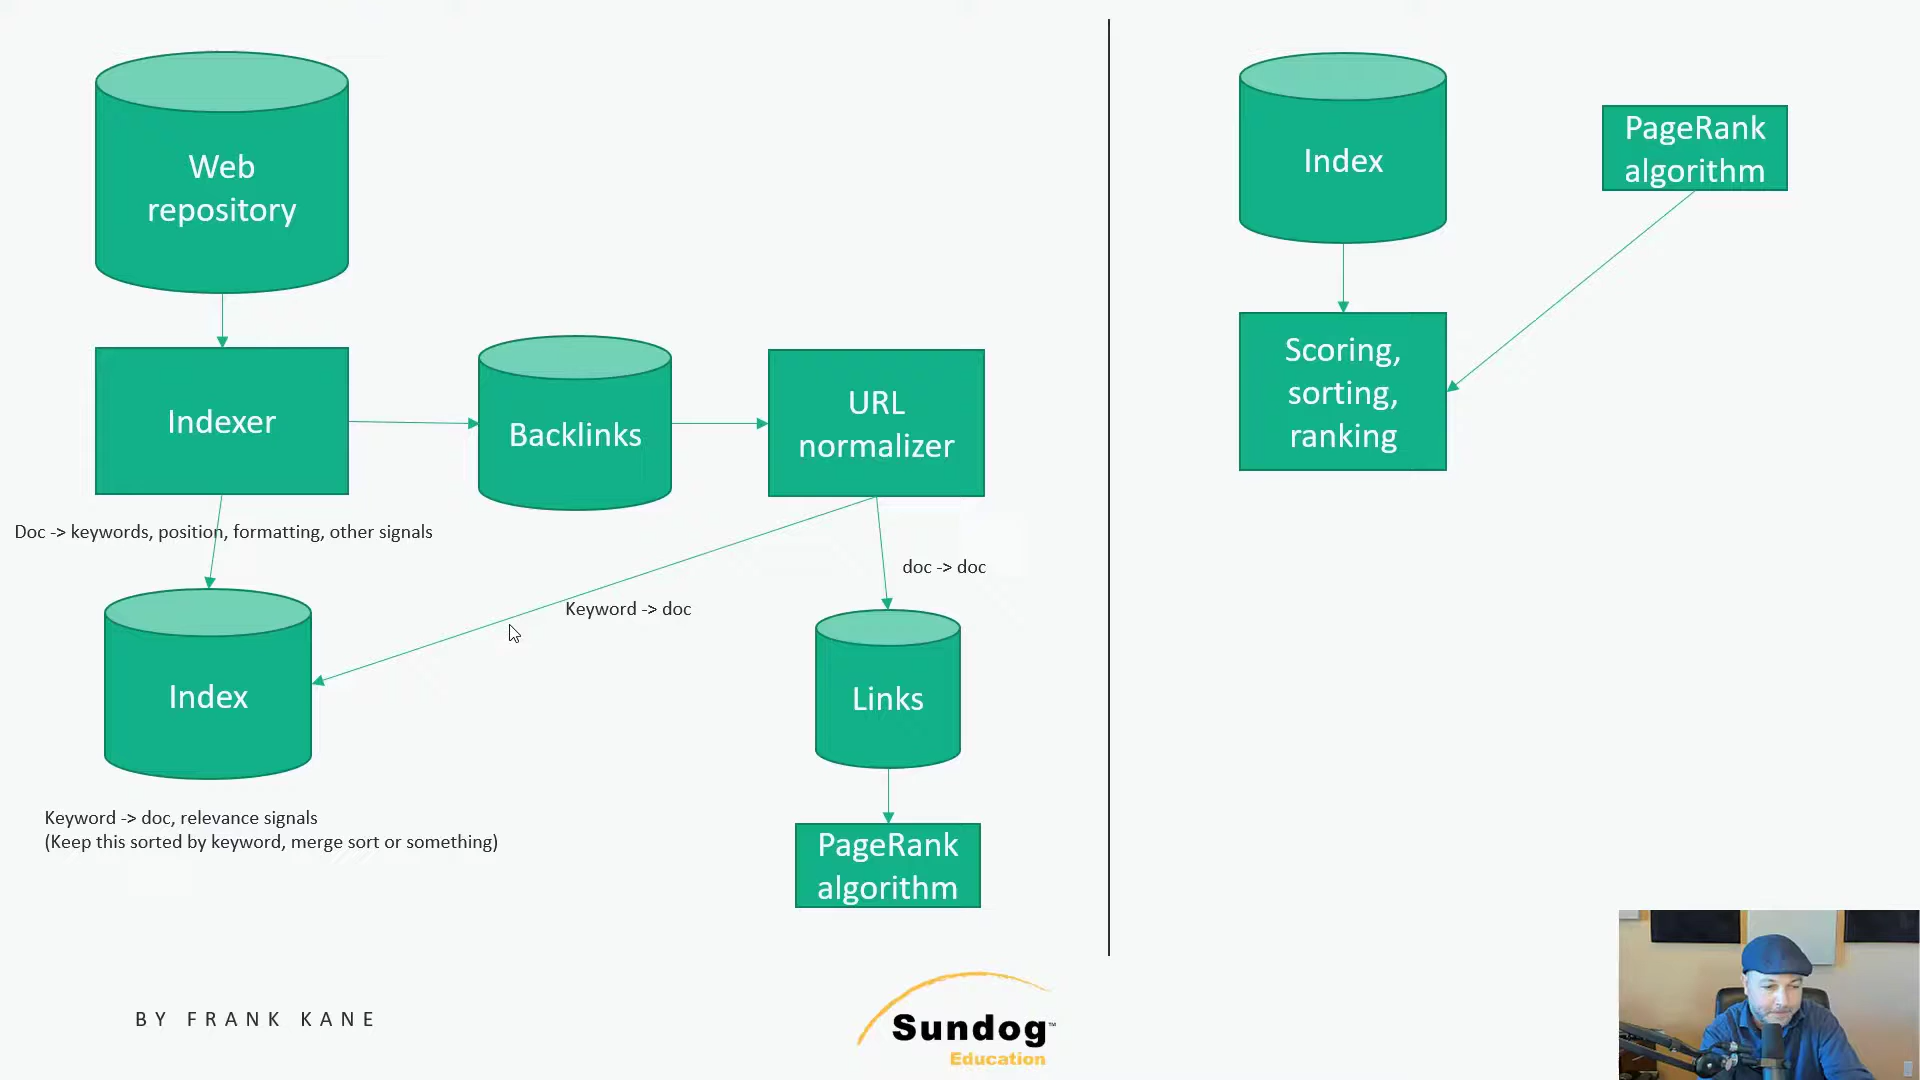 Web
repository
Indexer
Backlinks
URL
normalizer
Doc -> keywords, position, formatting, other signals
doc -> doc
Keyword -> doc
Index
Links
Keyword -> doc, relevance signals
(Keep this sorted by keyword, merge sort or something)
PageRank
algorithm
Index
PageRank
algorithm
Scoring,
sorting,
ranking
BY FRANK KANE
Sundog™
Education